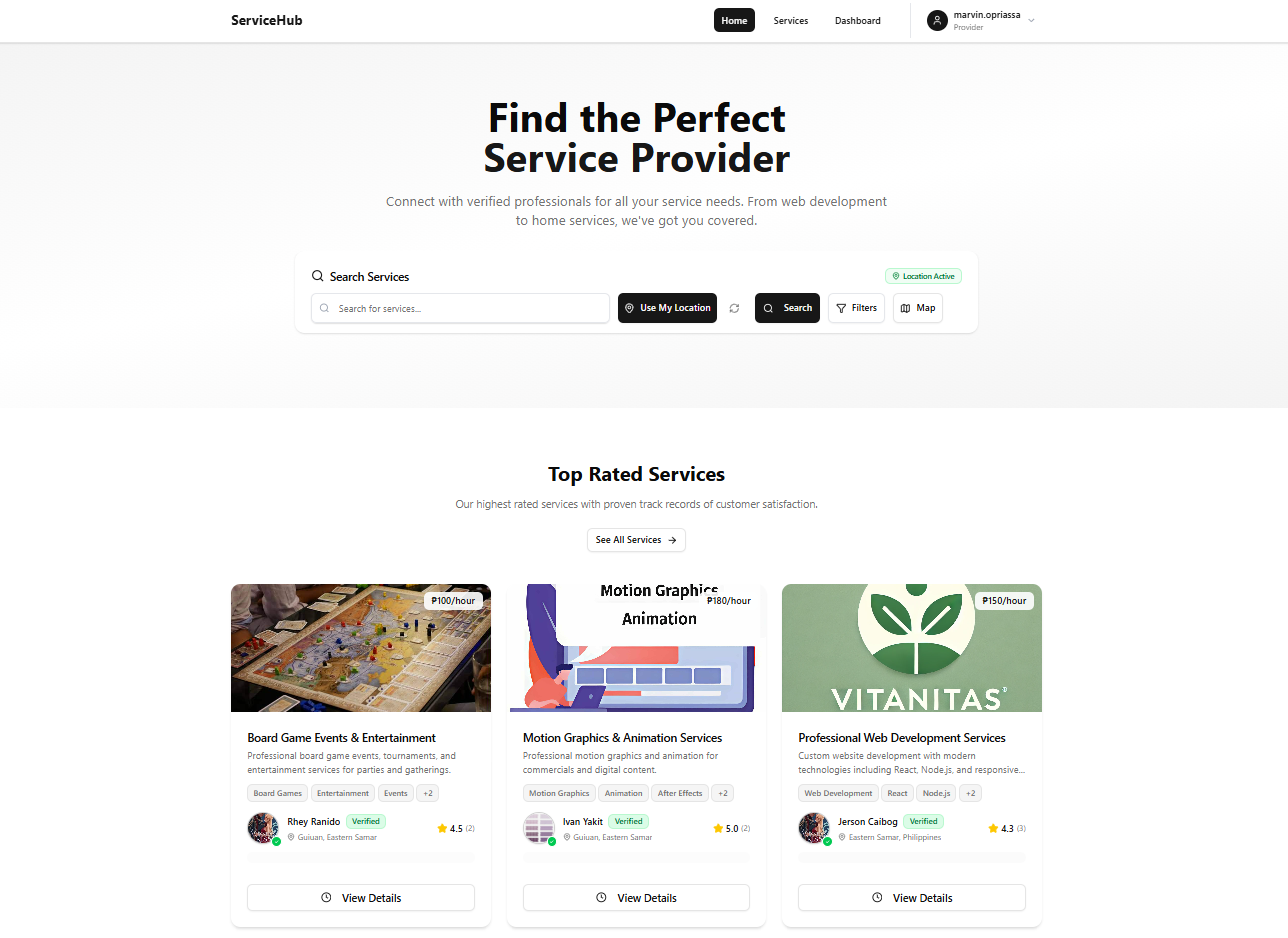 ServiceHub
Home
Services
Dashboard
marvin.opriassa
Provider
Find the Perfect
Service Provider
Connect with verified professionals for all your service needs. From web development
to home services, we've got you covered.
Search Services
Location Active
Search for services...
Use My Location
Search
Filters
Map
Top Rated Services
Our highest rated services with proven track records of customer satisfaction.
See All Services
₱100/hour
Board Game Events & Entertainment
Professional board game events, tournaments, and
entertainment services for parties and gatherings.
Board Games
Entertainment
Events
+2
Rhey Ranido
Verified
Guiuan, Eastern Samar
4.5 (2)
View Details
Motion Graphics
Animation
₱180/hour
Motion Graphics & Animation Services
Professional motion graphics and animation for
commercials and digital content.
Motion Graphics
Animation
After Effects
+2
Ivan Yakit
Verified
Guiuan, Eastern Samar
5.0 (2)
View Details
₱150/hour
VITANITAS®
Professional Web Development Services
Custom website development with modern
technologies including React, Node.js, and responsive...
Web Development
React
Node.js
+2
Jerson Caibog
Verified
Eastern Samar, Philippines
4.3 (3)
View Details